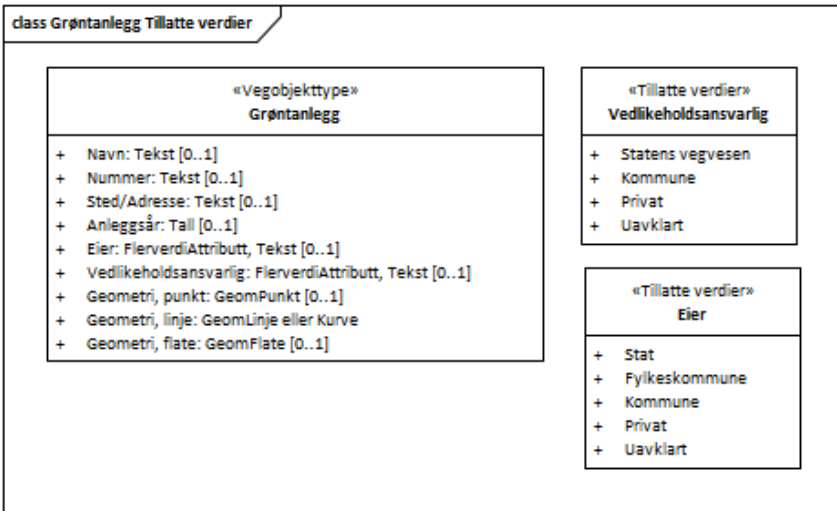 class Grøntanlegg Tillatte verdier
«Vegobjekttype»
Grøntanlegg
+ Navn: Tekst [0..1]
+ Nummer: Tekst [0..1]
+ Sted/Adresse: Tekst [0..1]
+ Anleggsår: Tall [0..1]
+ Eier: FlerverdiAttributt, Tekst [0..1]
+ Vedlikeholdsansvarlig: FlerverdiAttributt, Tekst [0..1]
+ Geometri, punkt: GeomPunkt [0..1]
+ Geometri, linje: GeomLinje eller Kurve
+ Geometri, flate: GeomFlate [0..1]
«Tillatte verdier»
Vedlikeholdsansvarlig
+ Statens vegvesen
+ Kommune
+ Privat
+ Uavklart
«Tillatte verdier»
Eier
+ Stat
+ Fylkeskommune
+ Kommune
+ Privat
+ Uavklart